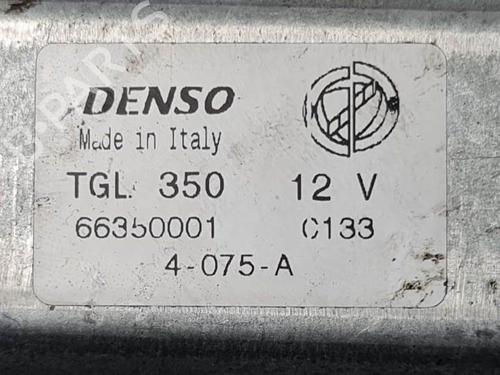 DENSO
Made in Italy
TGL 350 12 V
66350001 C133
4-075-A